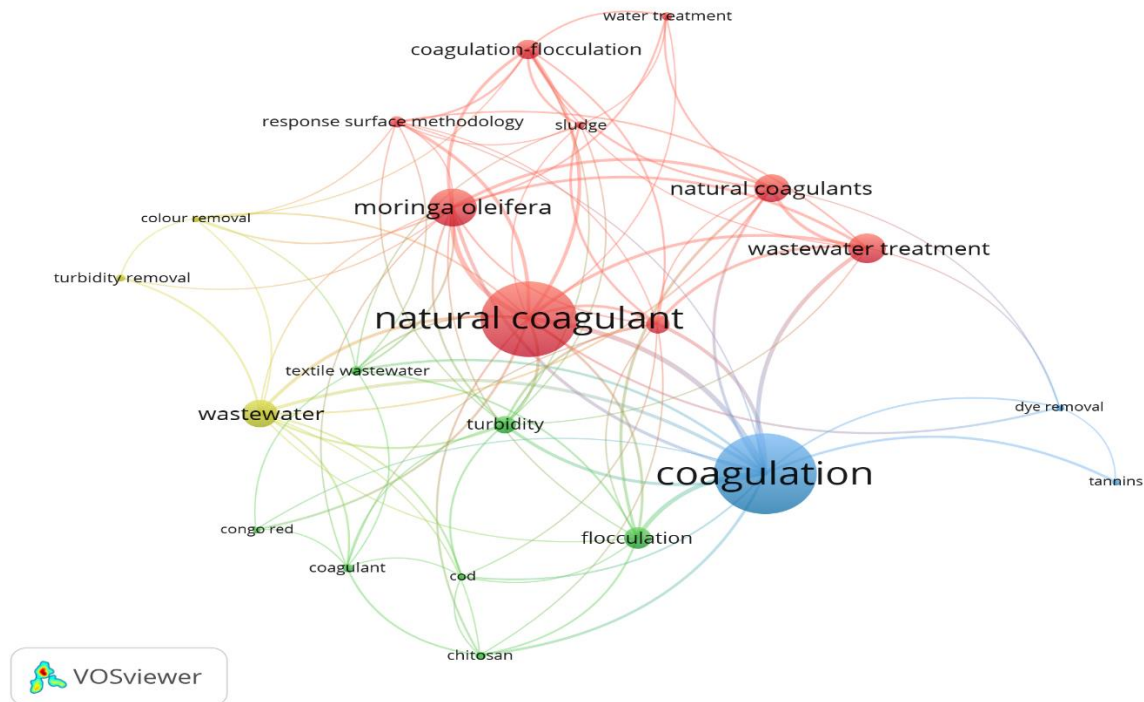 water treatment
coagulation-flocculation
response surface methodology
sludge
natural coagulants
moringa oleifera
colour removal
wastewater treatment
turbidity removal
natural coagulant
textile wastewater
dye removal
wastewater
turbidity
coagulation
tannins
congo red
flocculation
coagulant
cod
chitosan
VOSviewer